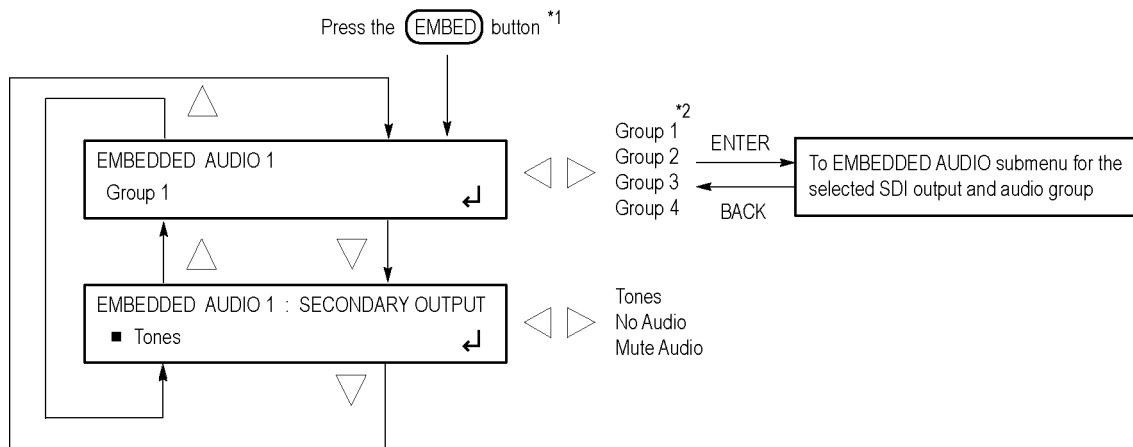 Press the EMBED button *1
EMBEDDED AUDIO 1
Group 1 ↵
*2
Group 1
Group 2
Group 3
Group 4
ENTER
BACK
To EMBEDDED AUDIO submenu for the
selected SDI output and audio group
EMBEDDED AUDIO 1 : SECONDARY OUTPUT
■ Tones ↵
Tones
No Audio
Mute Audio